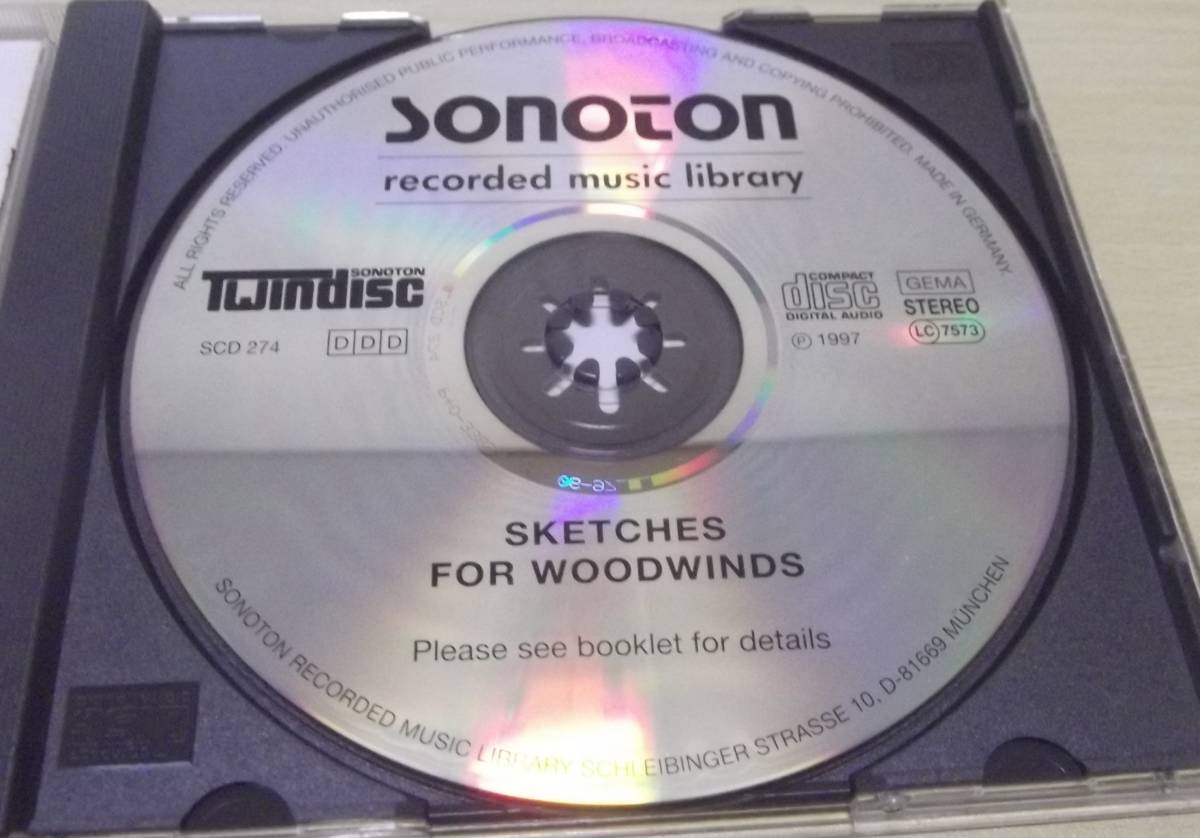 ALL RIGHTS RESERVED. UNAUTHORISED PUBLIC PERFORMANCE, BROADCASTING AND COPYING PROHIBITED. MADE IN GERMANY.
SONOTON
recorded music library
SONOTON
TWINdisc
SCD 274
DDD
COMPACT
disc
DIGITAL AUDIO
℗ 1997
GEMA
STEREO
LC 7573
SKETCHES
FOR WOODWINDS
Please see booklet for details
SONOTON RECORDED MUSIC LIBRARY SCHLEIBINGER STRASSE 10, D-81669 MÜNCHEN